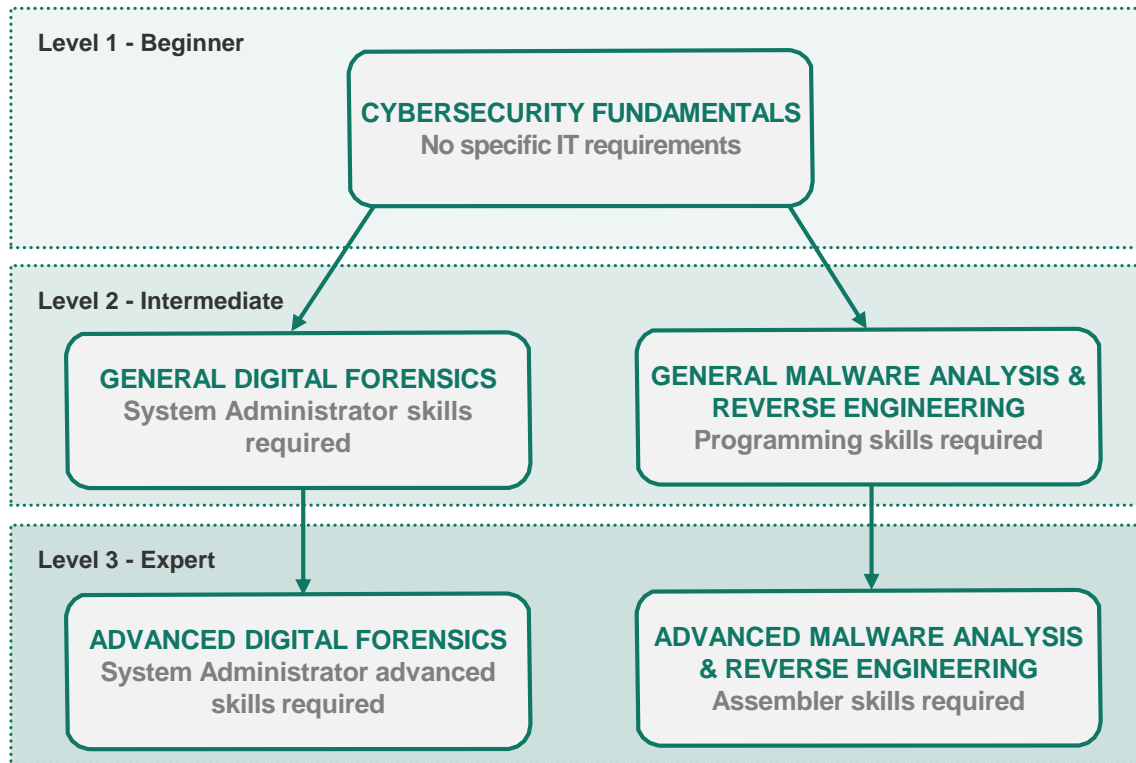 Level 1 - Beginner
CYBERSECURITY FUNDAMENTALS
No specific IT requirements
Level 2 - Intermediate
GENERAL DIGITAL FORENSICS
System Administrator skills
required
GENERAL MALWARE ANALYSIS &
REVERSE ENGINEERING
Programming skills required
Level 3 - Expert
ADVANCED DIGITAL FORENSICS
System Administrator advanced
skills required
ADVANCED MALWARE ANALYSIS
& REVERSE ENGINEERING
Assembler skills required